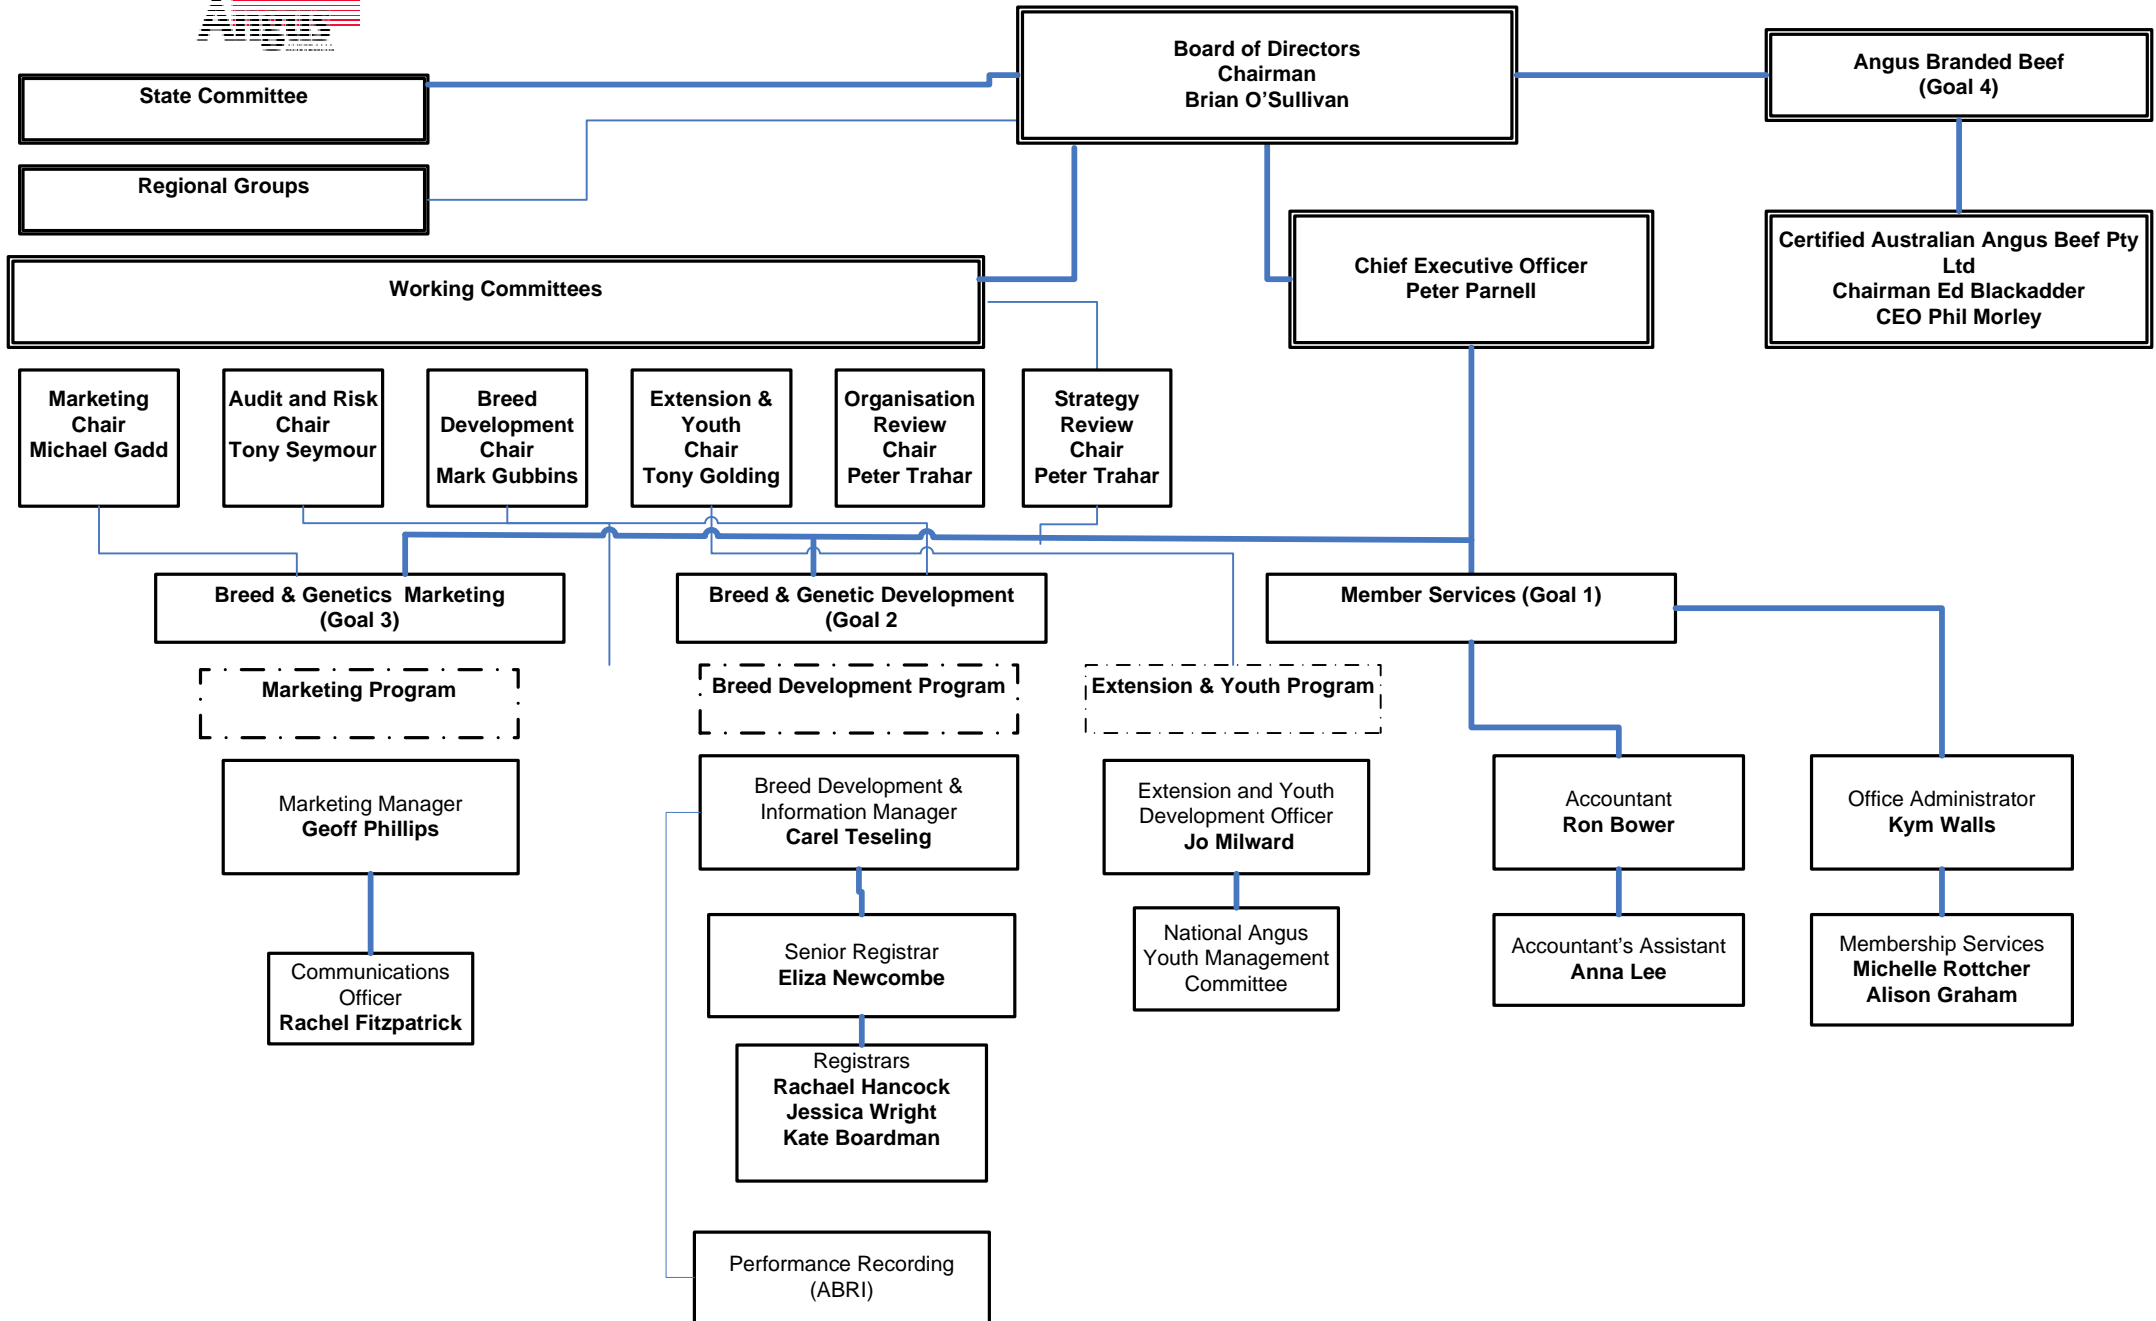 Angus
Board of Directors
Chairman
Brian O'Sullivan
Angus Branded Beef
(Goal 4)
State Committee
Regional Groups
Certified Australian Angus Beef Pty
Ltd
Chairman Ed Blackadder
CEO Phil Morley
Chief Executive Officer
Peter Parnell
Working Committees
Marketing
Chair
Michael Gadd
Audit and Risk
Chair
Tony Seymour
Breed
Development
Chair
Mark Gubbins
Extension &
Youth
Chair
Tony Golding
Organisation
Review
Chair
Peter Trahar
Strategy
Review
Chair
Peter Trahar
Breed & Genetics  Marketing
(Goal 3)
Breed & Genetic Development
(Goal 2
Member Services (Goal 1)
Marketing Program
Breed Development Program
Extension & Youth Program
Marketing Manager
Geoff Phillips
Breed Development &
Information Manager
Carel Teseling
Extension and Youth
Development Officer
Jo Milward
Accountant
Ron Bower
Office Administrator
Kym Walls
Communications
Officer
Rachel Fitzpatrick
Senior Registrar
Eliza Newcombe
National Angus
Youth Management
Committee
Accountant's Assistant
Anna Lee
Membership Services
Michelle Rottcher
Alison Graham
Registrars
Rachael Hancock
Jessica Wright
Kate Boardman
Performance Recording
(ABRI)